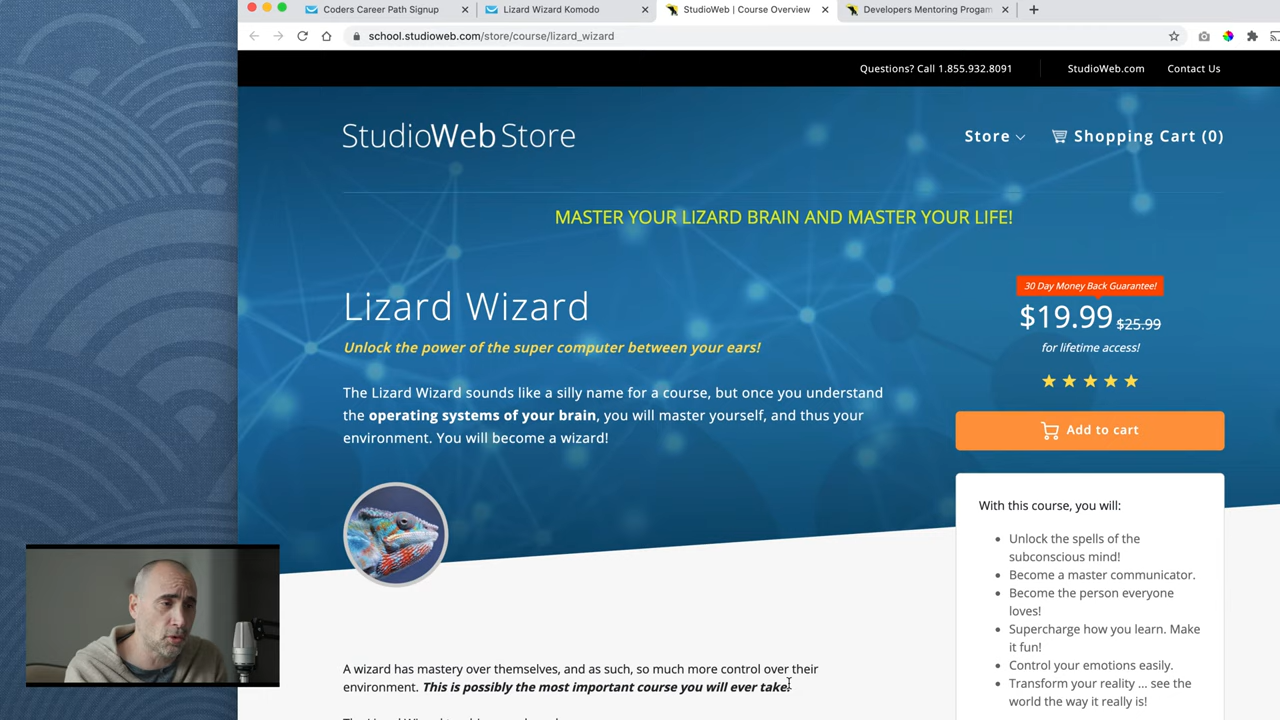 Coders Career Path Signup
Lizard Wizard Komodo
StudioWeb | Course Overview
Developers Mentoring Progam
school.studioweb.com/store/course/lizard_wizard
Questions? Call 1.855.932.8091
StudioWeb.com
Contact Us
StudioWeb Store
Store
Shopping Cart (0)
MASTER YOUR LIZARD BRAIN AND MASTER YOUR LIFE!
Lizard Wizard
Unlock the power of the super computer between your ears!
The Lizard Wizard sounds like a silly name for a course, but once you understand
the operating systems of your brain, you will master yourself, and thus your
environment. You will become a wizard!
30 Day Money Back Guarantee!
$19.99 $25.99
for lifetime access!
Add to cart
With this course, you will:
Unlock the spells of the
subconscious mind!
Become a master communicator.
Become the person everyone
loves!
Supercharge how you learn. Make
it fun!
Control your emotions easily.
Transform your reality ... see the
world the way it really is!
A wizard has mastery over themselves, and as such, so much more control over their
environment. This is possibly the most important course you will ever take!